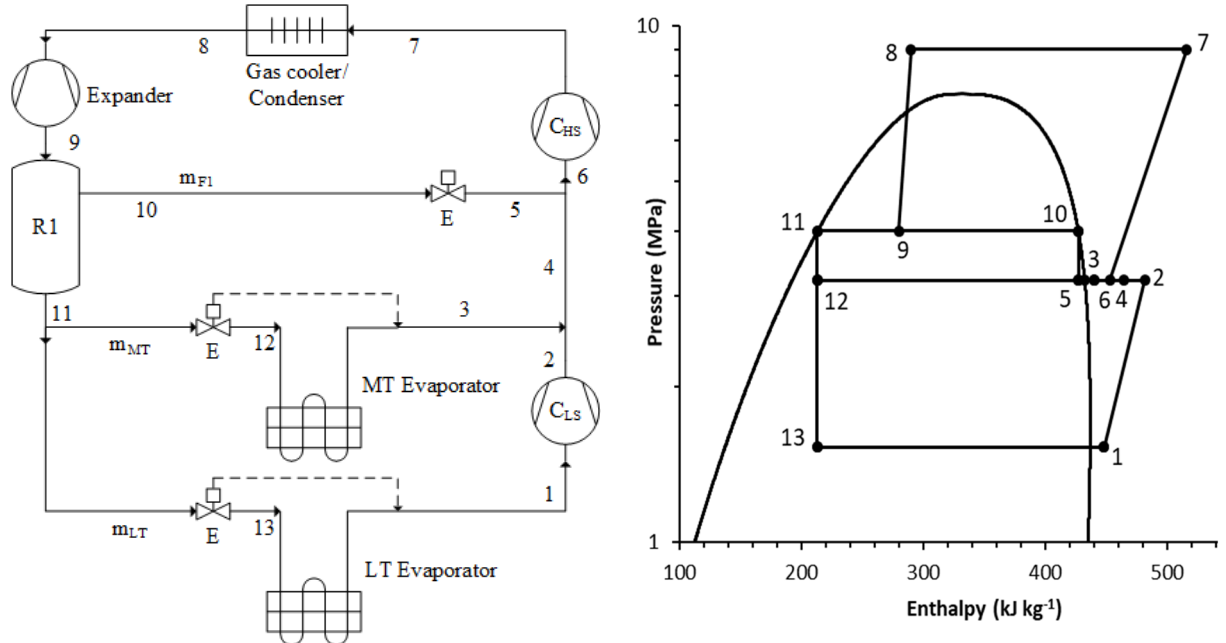 8
7
Gas cooler/
Condenser
Expander
C_HS
9
6
m_F1
10
5
E
R1
4
11
3
m_MT
E
12
2
MT Evaporator
C_LS
1
m_LT
E
13
LT Evaporator
10
8
7
11
10
9
3
2
12
5
6
4
13
1
1
100
200
300
400
500
Pressure (MPa)
Enthalpy (kJ kg⁻¹)